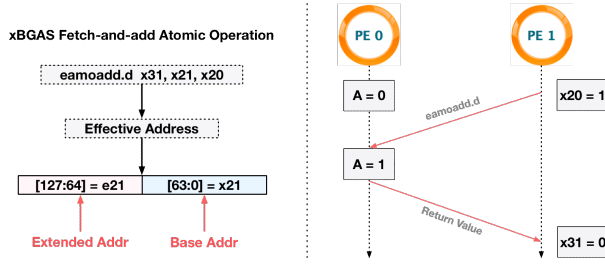 xBGAS Fetch-and-add Atomic Operation
eamoadd.d x31, x21, x20
Effective Address
[127:64] = e21
[63:0] = x21
Extended Addr
Base Addr
PE 0
PE 1
A = 0
x20 = 1
eamoadd.d
A = 1
Return Value
x31 = 0